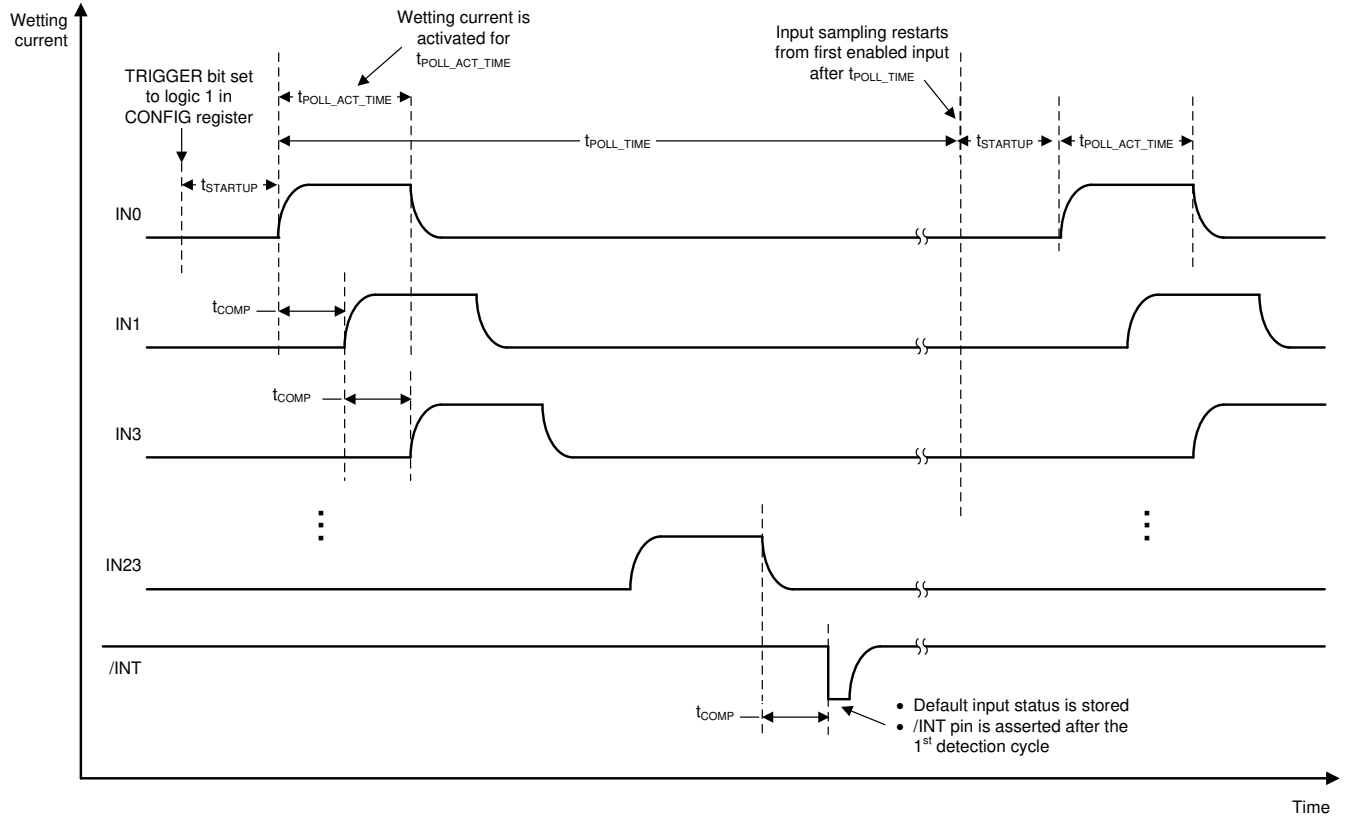 Wetting
current
Wetting current is
activated for
tPOLL_ACT_TIME
Input sampling restarts
from first enabled input
after tPOLL_TIME
TRIGGER bit set
to logic 1 in
CONFIG register
tPOLL_ACT_TIME
tPOLL_TIME
tSTARTUP
tPOLL_ACT_TIME
tSTARTUP
IN0
tCOMP
IN1
tCOMP
IN3
IN23
/INT
tCOMP
• Default input status is stored
• /INT pin is asserted after the
1st detection cycle
Time